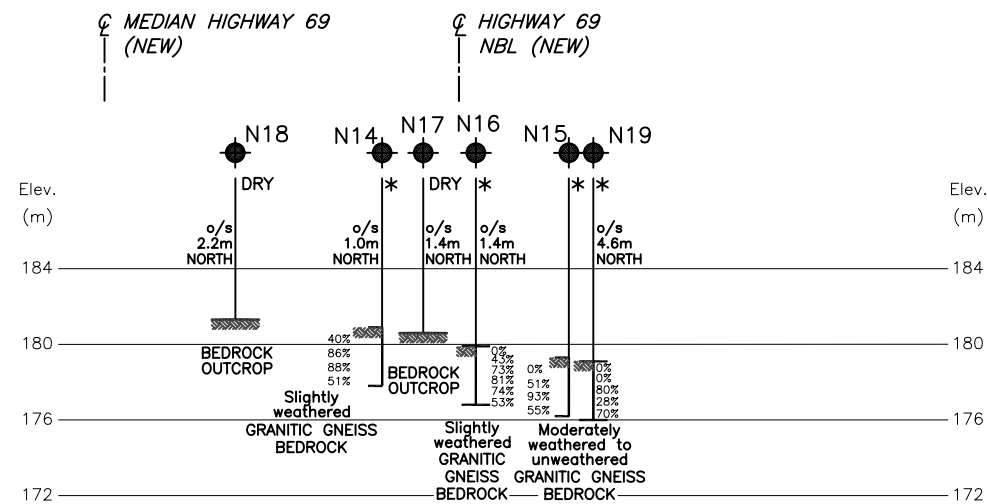 ℄ MEDIAN HIGHWAY 69
(NEW)
℄ HIGHWAY 69
NBL (NEW)
N18
N14
N17
N16
N15
N19
DRY
*
DRY
*
*
*
Elev.
(m)
Elev.
(m)
o/s
2.2m
NORTH
o/s
1.0m
NORTH
o/s
1.4m
NORTH
o/s
1.4m
NORTH
o/s
4.6m
NORTH
184
184
180
180
176
176
172
172
BEDROCK
OUTCROP
40%
86%
88%
51%
Slightly
weathered
GRANITIC GNEISS
BEDROCK
BEDROCK
OUTCROP
0%
43%
73%
81%
74%
53%
Slightly
weathered
GRANITIC
GNEISS
BEDROCK
0%
51%
93%
55%
0%
0%
80%
28%
70%
Moderately
weathered to
unweathered
GRANITIC GNEISS
BEDROCK